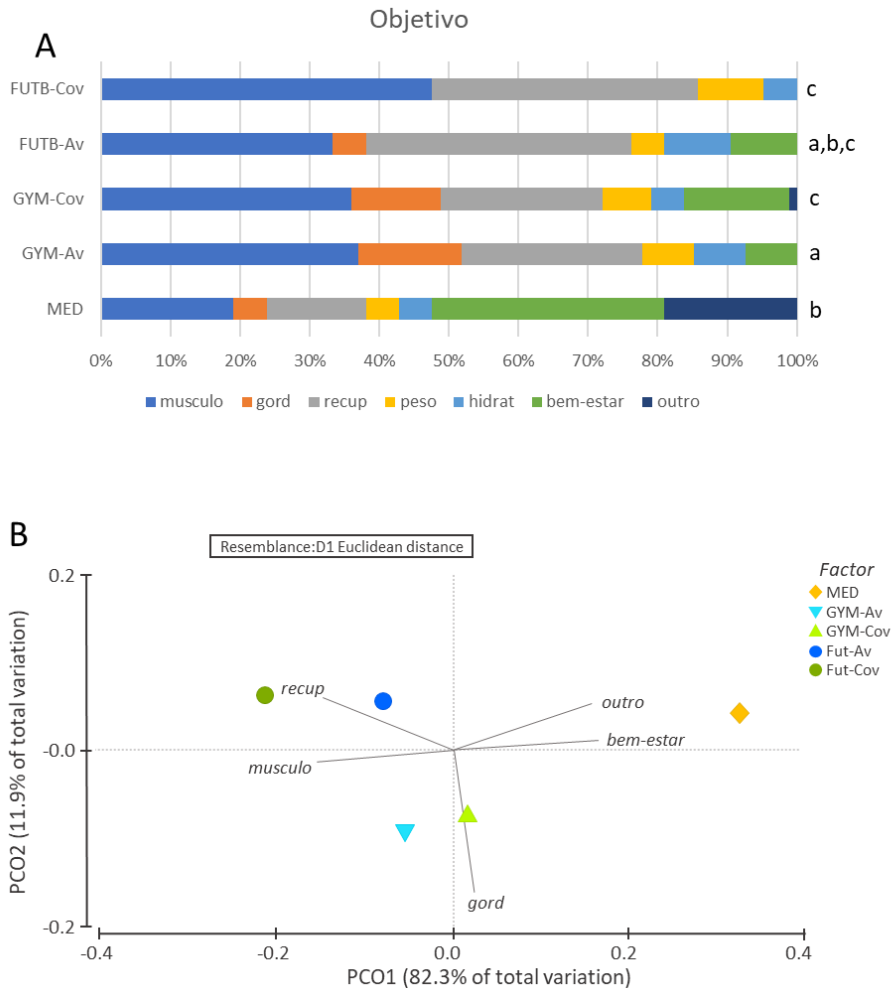 Objetivo
A
FUTB-Cov
c
FUTB-Av
a,b,c
GYM-Cov
c
GYM-Av
a
MED
b
0% 10% 20% 30% 40% 50% 60% 70% 80% 90% 100%
musculo gord recup peso hidrat bem-estar outro
B
Resemblance:D1 Euclidean distance
Factor
MED
GYM-Av
GYM-Cov
Fut-Av
Fut-Cov
0.2
-0.0
-0.2
PCO2 (11.9% of total variation)
recup
outro
bem-estar
musculo
gord
-0.4 -0.2 0.0 0.2 0.4
PCO1 (82.3% of total variation)